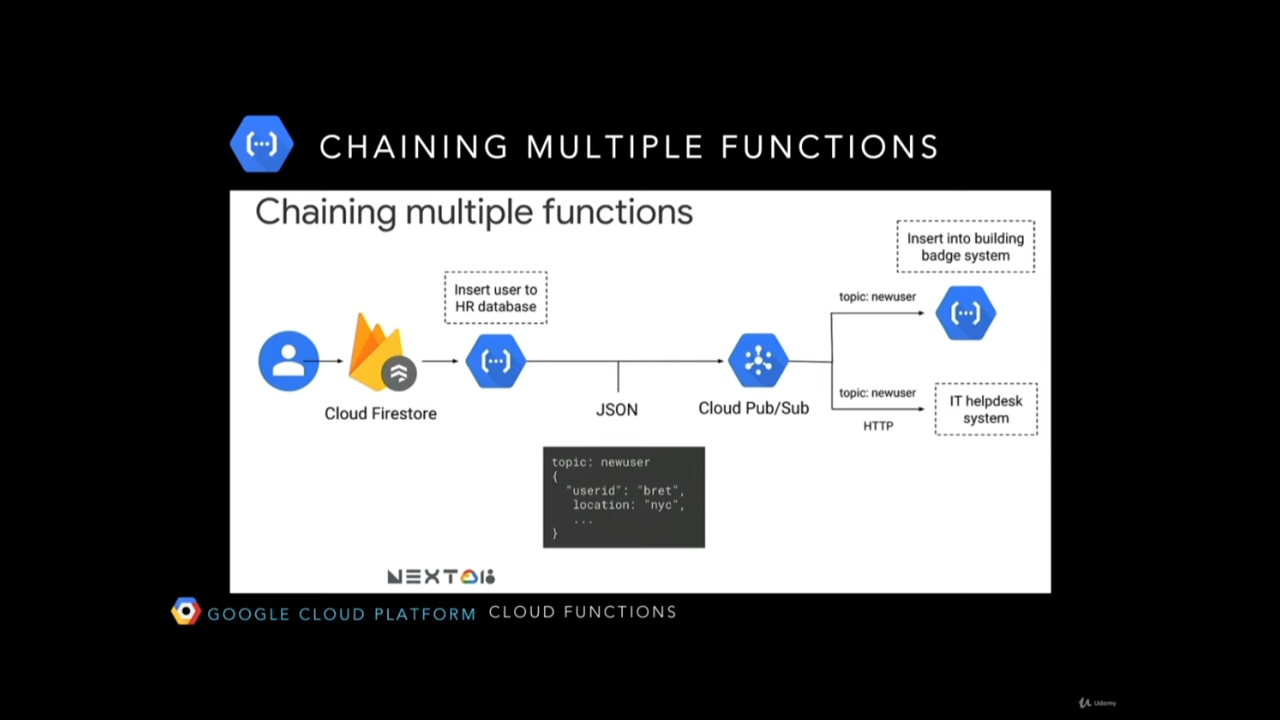 CHAINING MULTIPLE FUNCTIONS
Chaining multiple functions
Insert user to
HR database
Cloud Firestore
JSON
topic: newuser
{
"userid": "bret",
location: "nyc",
...
}
Cloud Pub/Sub
topic: newuser
Insert into building
badge system
topic: newuser
HTTP
IT helpdesk
system
NEXT18
GOOGLE CLOUD PLATFORM CLOUD FUNCTIONS
Udemy